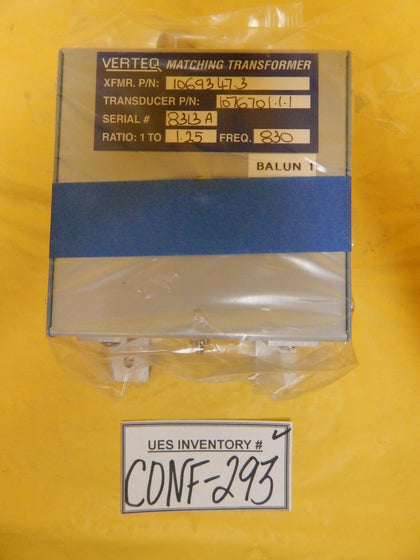 VERTEQ MATCHING TRANSFORMER
XFMR. P/N: 1069347.3
TRANSDUCER P/N: 1076701.1.1
SERIAL # 8313A
RATIO: 1 TO 1.25 FREQ. 830
BALUN 1
UES INVENTORY #
CONF-293